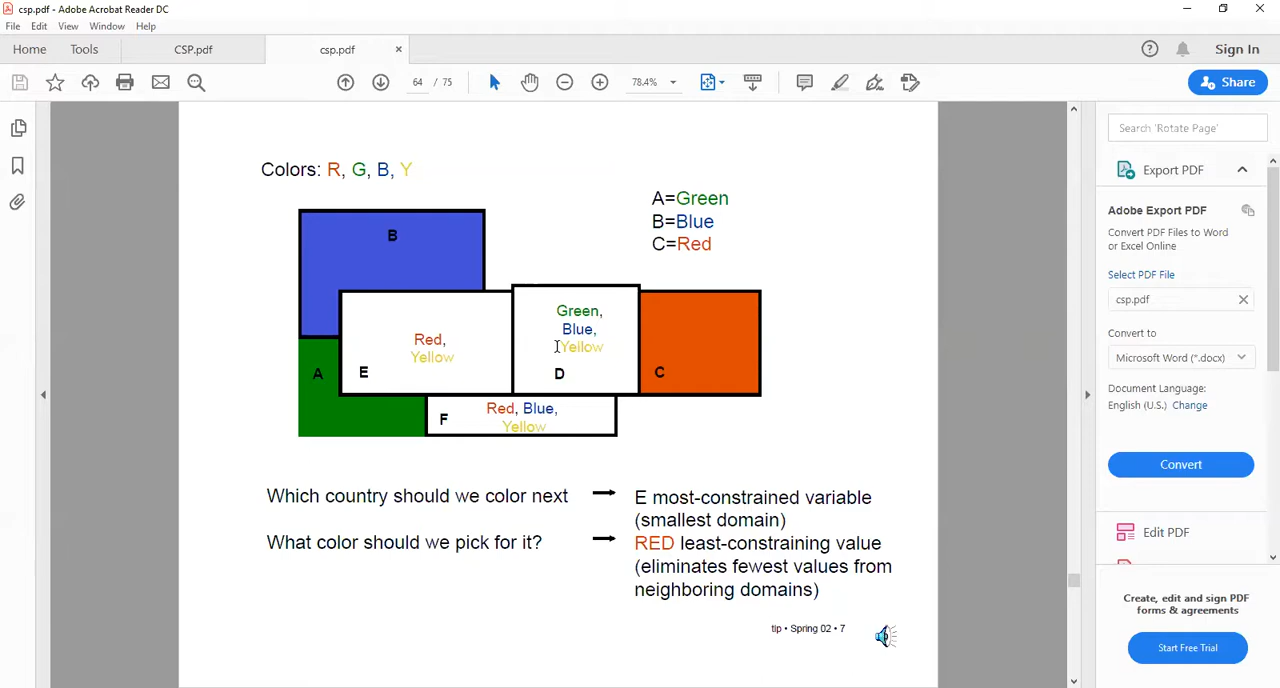 csp.pdf - Adobe Acrobat Reader DC
File Edit View Window Help
Home Tools CSP.pdf csp.pdf × Sign In
64 / 75 78.4% Share
Colors: R, G, B, Y
A=Green
B=Blue
C=Red
B
Green,
Blue,
Yellow
Red,
Yellow
A E D C
Red, Blue,
Yellow
F
Which country should we color next
E most-constrained variable
(smallest domain)
What color should we pick for it?
RED least-constraining value
(eliminates fewest values from
neighboring domains)
tip • Spring 02 • 7
Search 'Rotate Page'
Export PDF
Adobe Export PDF
Convert PDF Files to Word
or Excel Online
Select PDF File
csp.pdf
Convert to
Microsoft Word (*.docx)
Document Language:
English (U.S.) Change
Convert
Edit PDF
Create, edit and sign PDF
forms & agreements
Start Free Trial